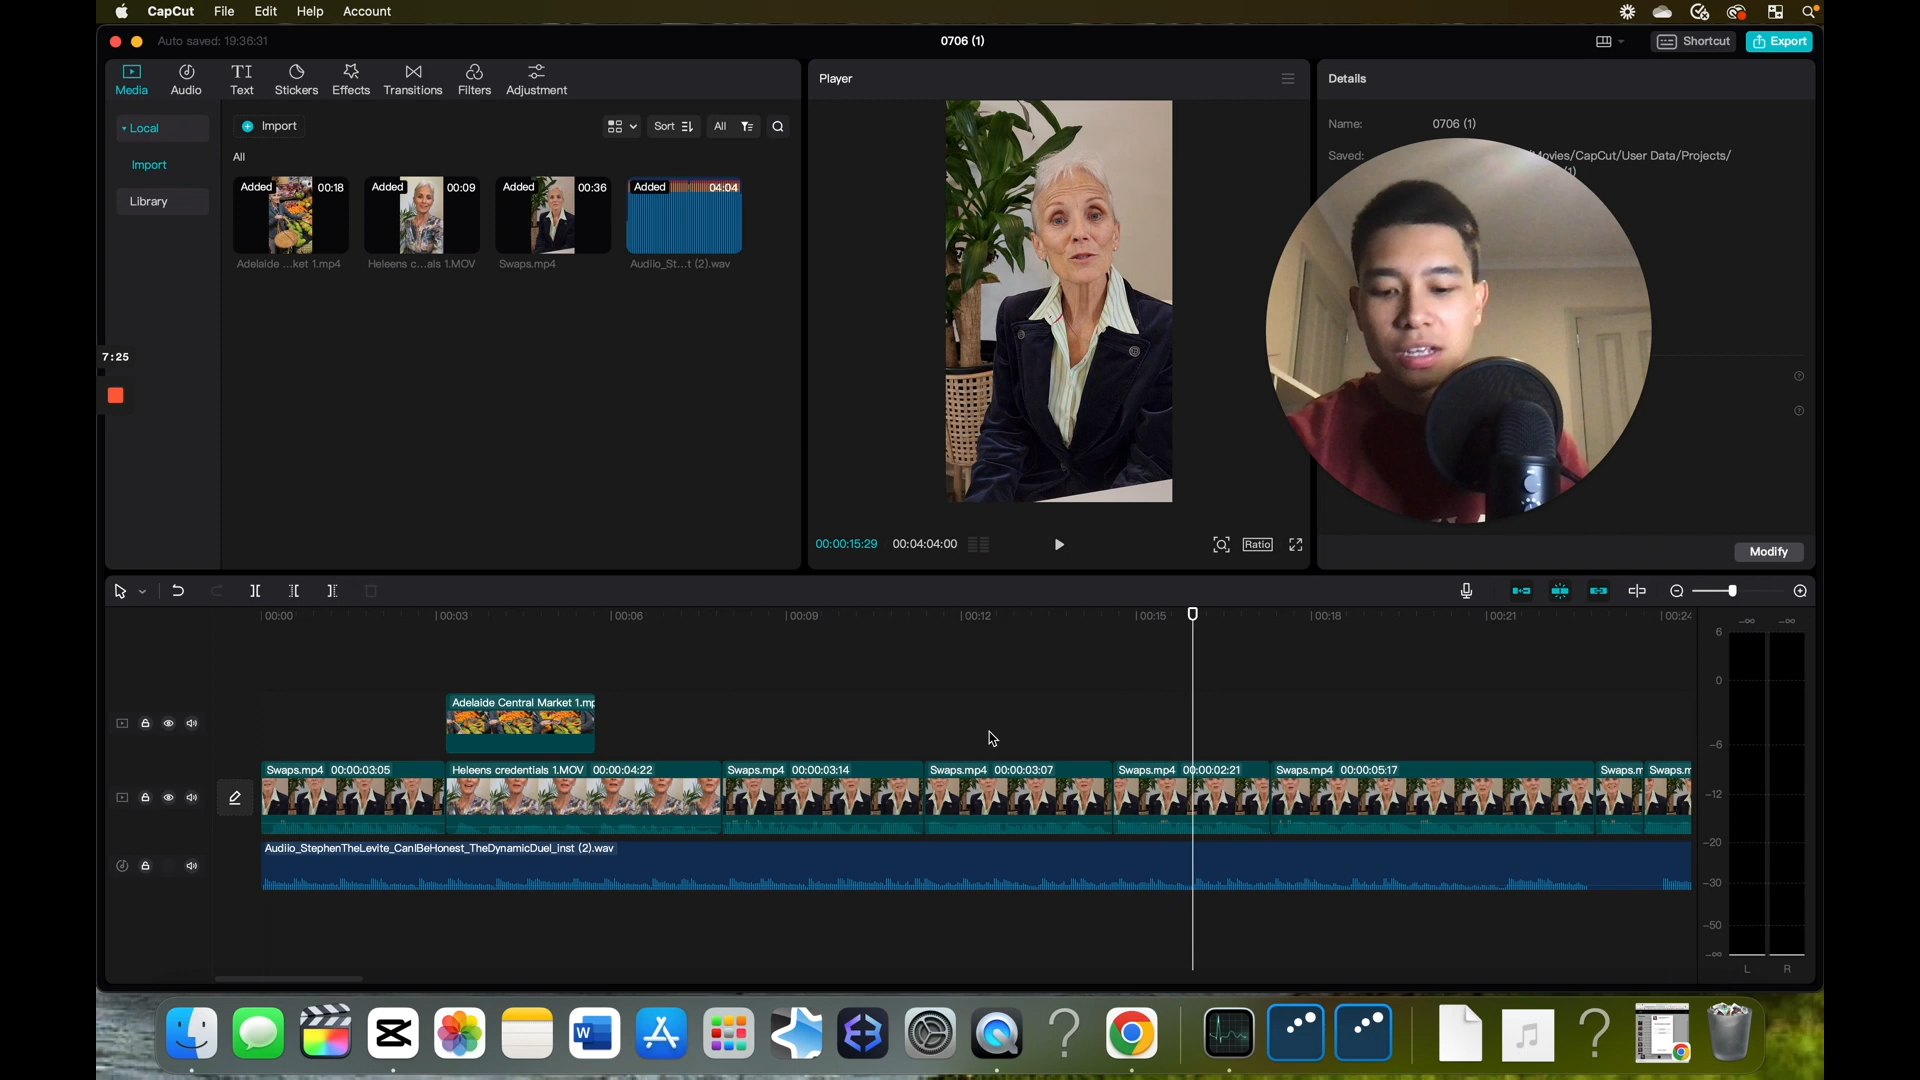 CapCut File Edit Help Account
Auto saved: 19:36:31
0706 (1)
Shortcut
Export
Media
Audio
TI
Text
Stickers
Effects
Transitions
Filters
Adjustment
Local
Import
Library
Import
Sort
All
All
Added 00:18
Added 00:09
Added 00:36
Added 04:04
Adelaide ...ket 1.mp4
Heleens c...als 1.MOV
Swaps.mp4
Audiio_St...t (2).wav
7:25
Player
00:00:15:29 00:04:04:00
Ratio
Details
Name: 0706 (1)
Saved: Movies/CapCut/User Data/Projects/
(1)
Modify
00:00 00:03 00:06 00:09 00:12 00:15 00:18 00:21 00:24
Adelaide Central Market 1.mp
Swaps.mp4 00:00:03:05
Heleens credentials 1.MOV 00:00:04:22
Swaps.mp4 00:00:03:14
Swaps.mp4 00:00:03:07
Swaps.mp4 00:00:02:21
Swaps.mp4 00:00:05:17
Swaps.m
Swaps.m
Audiio_StephenTheLevite_CanIBeHonest_TheDynamicDuel_Inst (2).wav
-∞ -∞
6
0
-6
-12
-20
-30
-50
-∞
L R
W